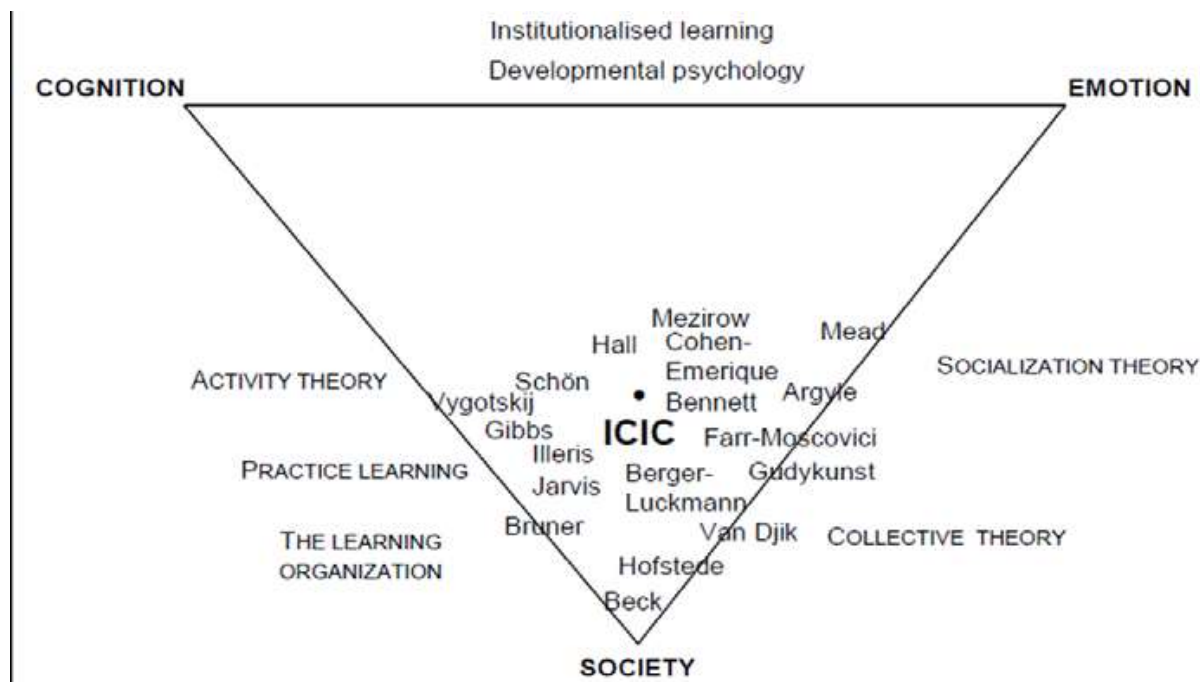 Institutionalised learning
Developmental psychology
COGNITION
EMOTION
Mezirow
Mead
Hall
Cohen-
Emerique
SOCIALIZATION THEORY
ACTIVITY THEORY
Schön
Argyle
Vygotskij
Bennett
Gibbs
ICIC
Farr-Moscovici
Illeris
PRACTICE LEARNING
Berger-
Luckmann
Gudykunst
Jarvis
Bruner
Van Djik
COLLECTIVE THEORY
THE LEARNING
ORGANIZATION
Hofstede
Beck
SOCIETY